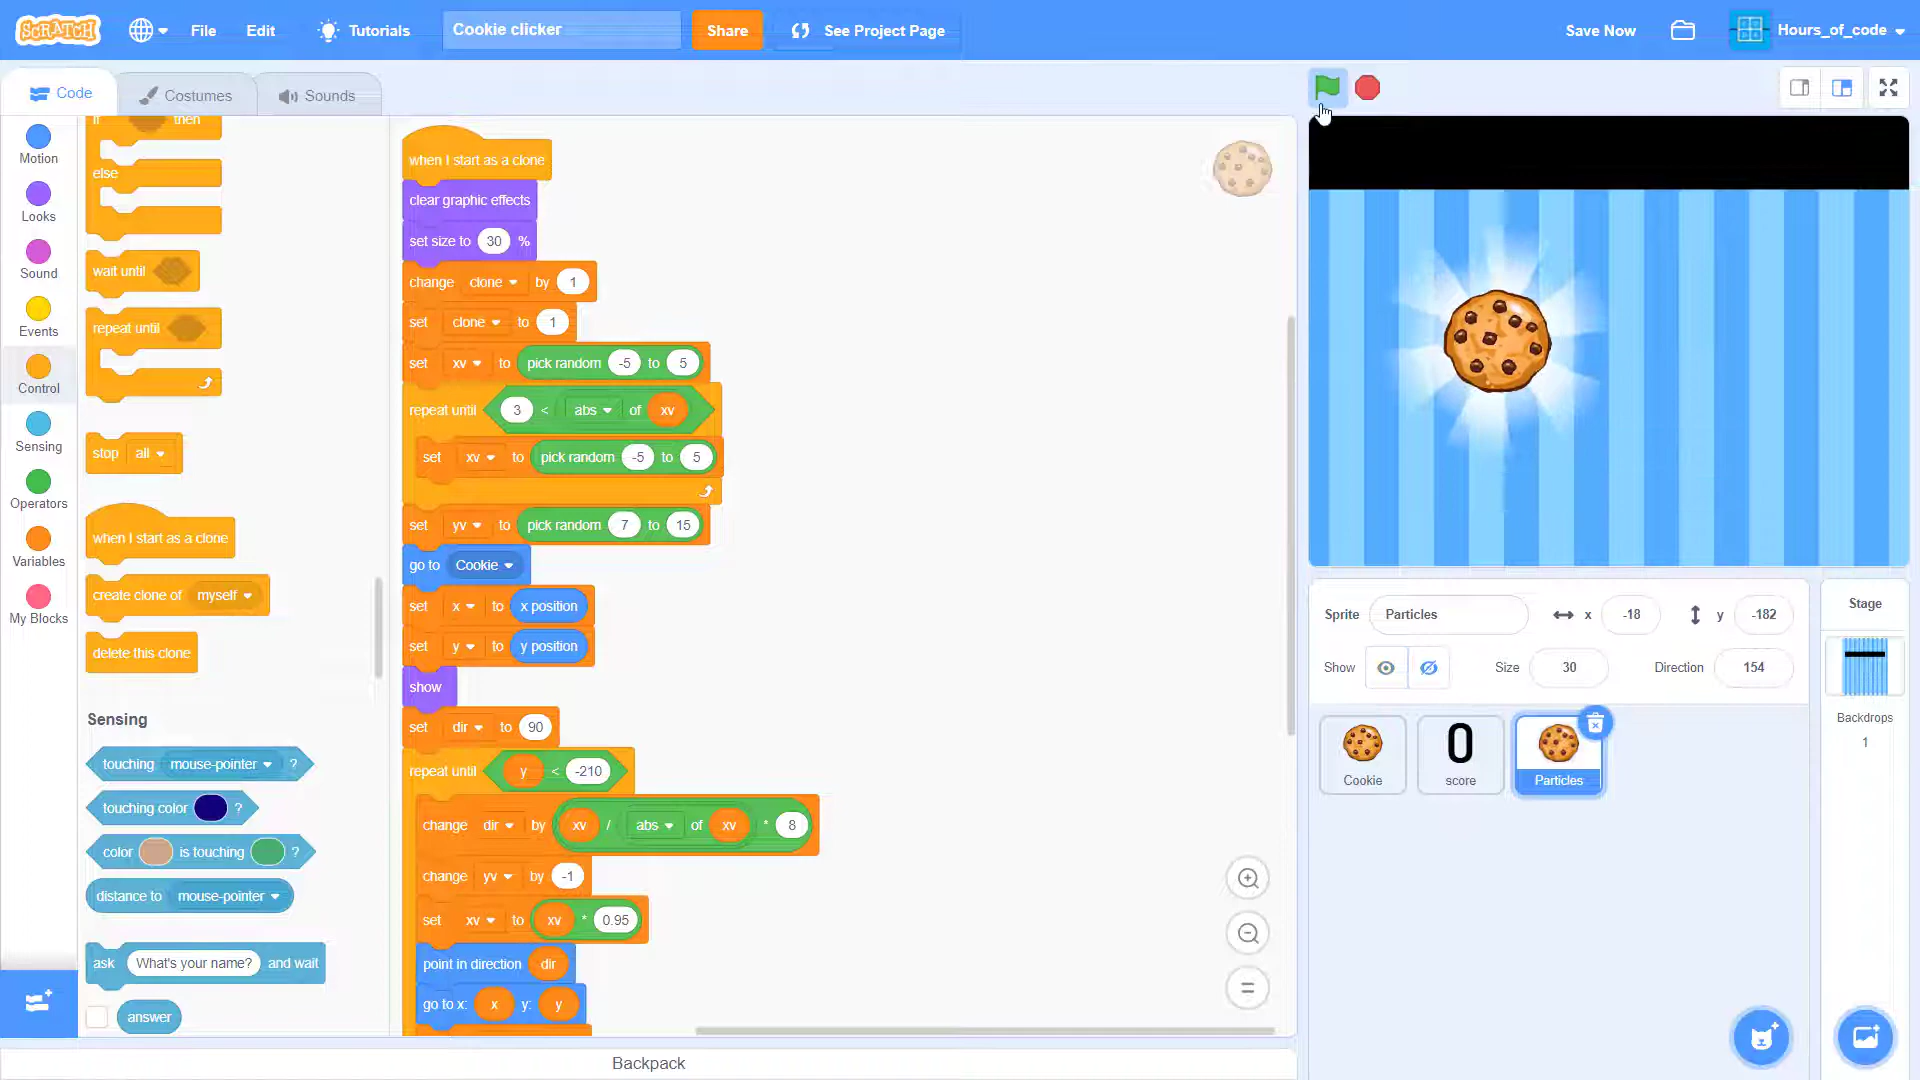 SCRATCH File Edit Tutorials Cookie clicker Share See Project Page Save Now Hours_of_code
Code Costumes Sounds
Motion
Looks
Sound
Events
Control
Sensing
Operators
Variables
My Blocks
if then
else
wait until
repeat until
stop all
when I start as a clone
create clone of myself
delete this clone
Sensing
touching mouse-pointer ?
touching color ?
color is touching ?
distance to mouse-pointer
ask What's your name? and wait
answer
when I start as a clone
clear graphic effects
set size to 30 %
change clone by 1
set clone to 1
set xv to pick random -5 to 5
repeat until 3 < abs of xv
set xv to pick random -5 to 5
set yv to pick random 7 to 15
go to Cookie
set x to x position
set y to y position
show
set dir to 90
repeat until y < -210
change dir by xv / abs of xv * 8
change yv by -1
set xv to xv * 0.95
point in direction dir
go to x: x y: y
Backpack
Sprite Particles x -18 y -182
Show Size 30 Direction 154
0
Cookie score Particles
Stage
Backdrops
1